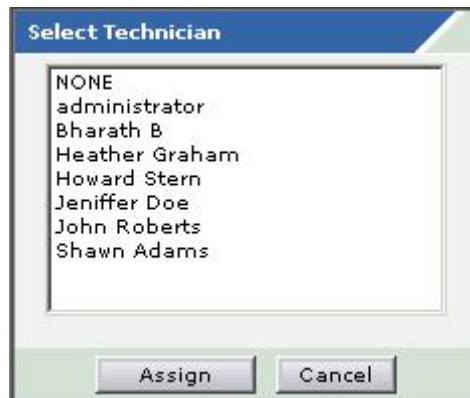 Select Technician
NONE
administrator
Bharath B
Heather Graham
Howard Stern
Jeniffer Doe
John Roberts
Shawn Adams
Assign Cancel